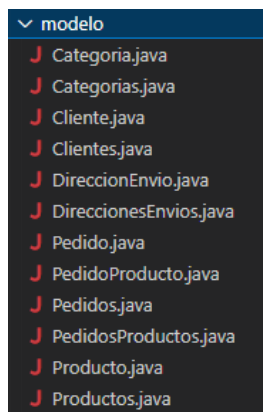 modelo
J Categoria.java
J Categorias.java
J Cliente.java
J Clientes.java
J DireccionEnvio.java
J DireccionesEnvios.java
J Pedido.java
J PedidoProducto.java
J Pedidos.java
J PedidosProductos.java
J Producto.java
J Productos.java